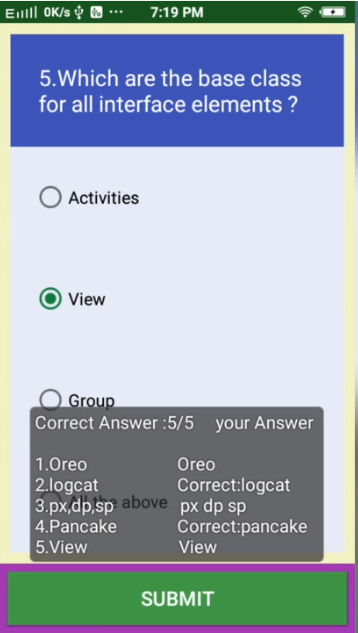 0K/s 7:19 PM
5.Which are the base class
for all interface elements ?
Activities
View
Group
Correct Answer :5/5 your Answer
1.Oreo Oreo
2.logcat Correct:logcat
All the above
3.px,dp,sp px dp sp
4.Pancake Correct:pancake
5.View View
SUBMIT